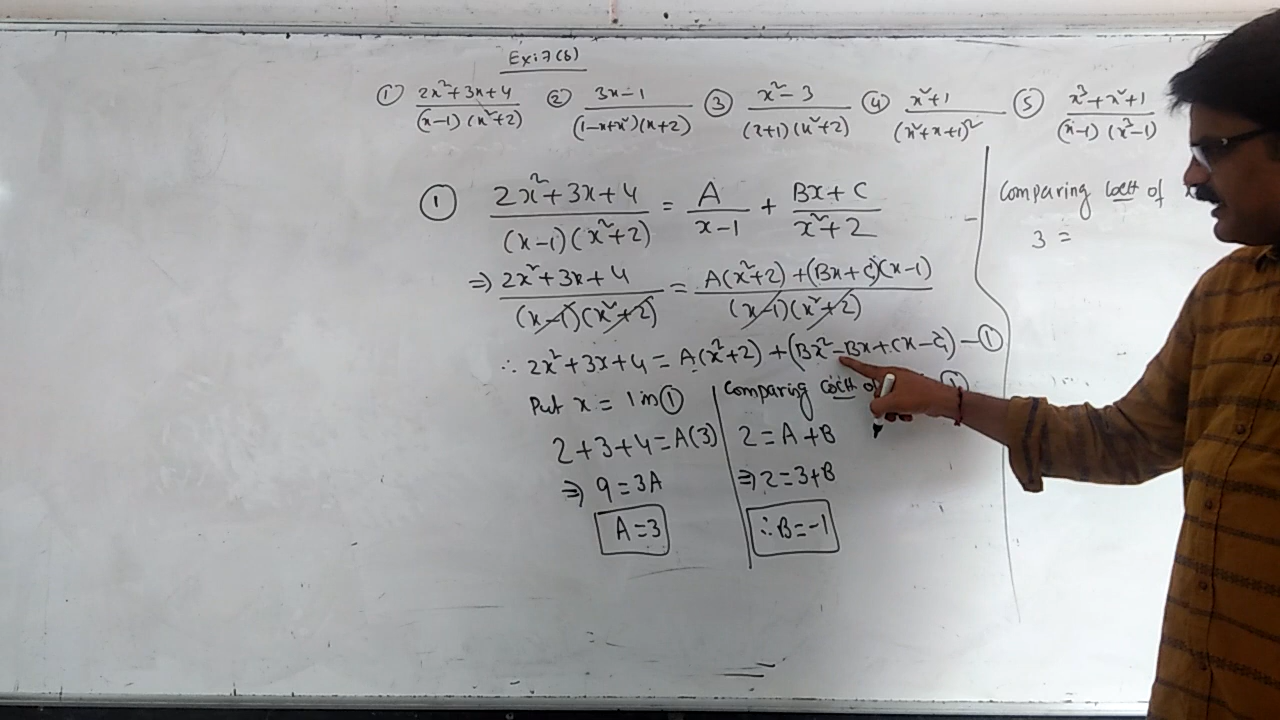 Ex: 7(b)
① (2x²+3x+4)/((x-1)(x²+2)) ② (3x-1)/((1-x+x²)(x+2)) ③ (x²-3)/((x+1)(x²+2)) ④ (x²+1)/((x²+x+1)²) ⑤ (x³+x²+1)/((x-1)(x³-1))
① (2x²+3x+4)/((x-1)(x²+2)) = A/(x-1) + (Bx+C)/(x²+2)
⇒ (2x²+3x+4)/((x-1)(x²+2)) = (A(x²+2)+(Bx+C)(x-1))/((x-1)(x²+2))
∴ 2x²+3x+4 = A(x²+2)+(Bx²-Bx+Cx-C) —①
Put x = 1 in ①
2+3+4=A(3)
⇒ 9=3A
A=3
Comparing coeff of
2=A+B
⇒2=3+B
∴B=-1
Comparing coeff of
3=